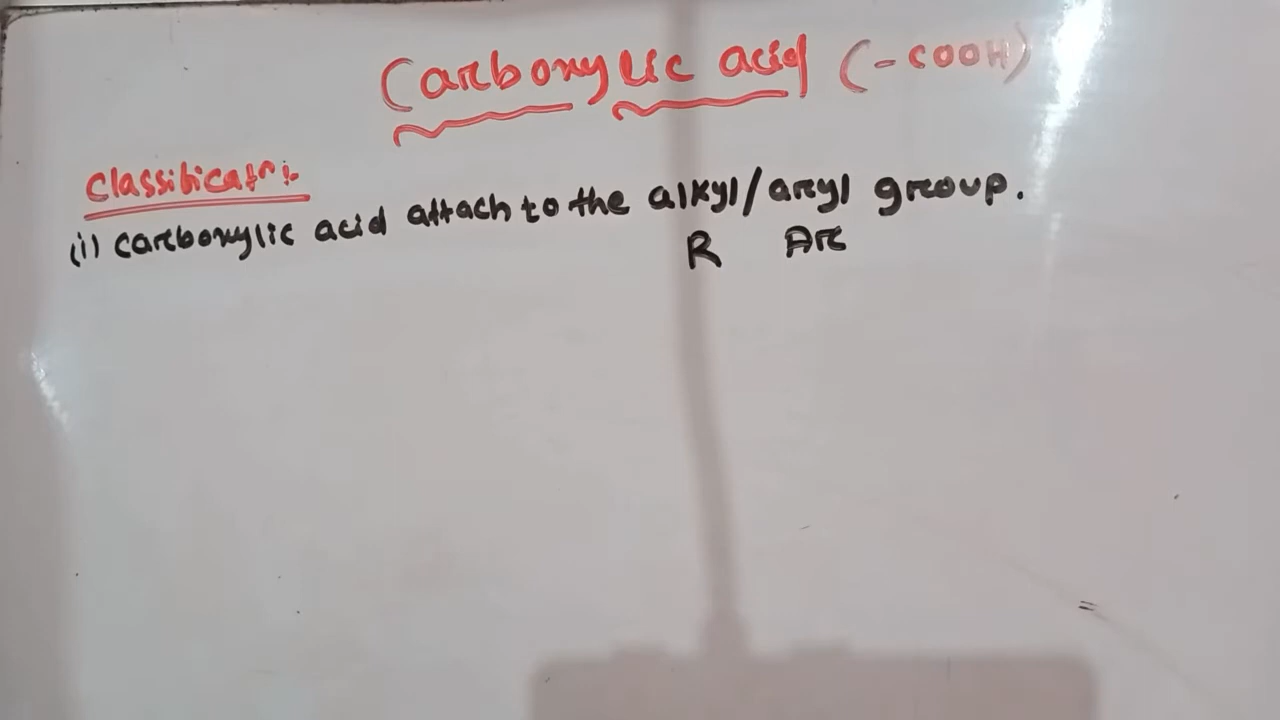 Carboxylic acid (-COOH)
Classificatn :-
(i) carboxylic acid attach to the alkyl/aryl group.
R Ar